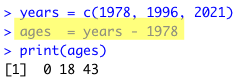 > years = c(1978, 1996, 2021)
> ages  = years - 1978
> print(ages)
[1]  0 18 43